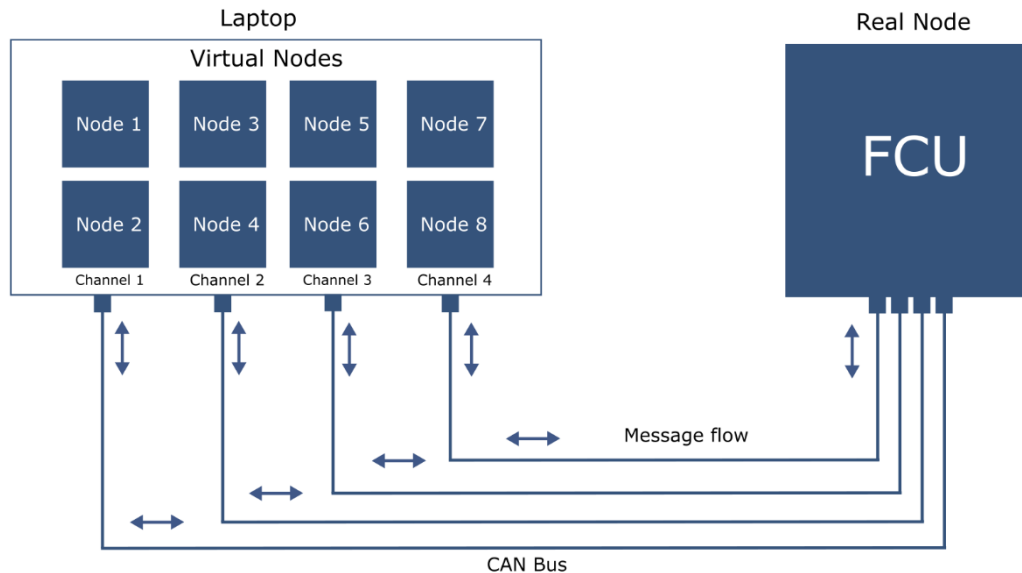 Laptop
Real Node
Virtual Nodes
Node 1
Node 3
Node 5
Node 7
FCU
Node 2
Node 4
Node 6
Node 8
Channel 1
Channel 2
Channel 3
Channel 4
Message flow
CAN Bus